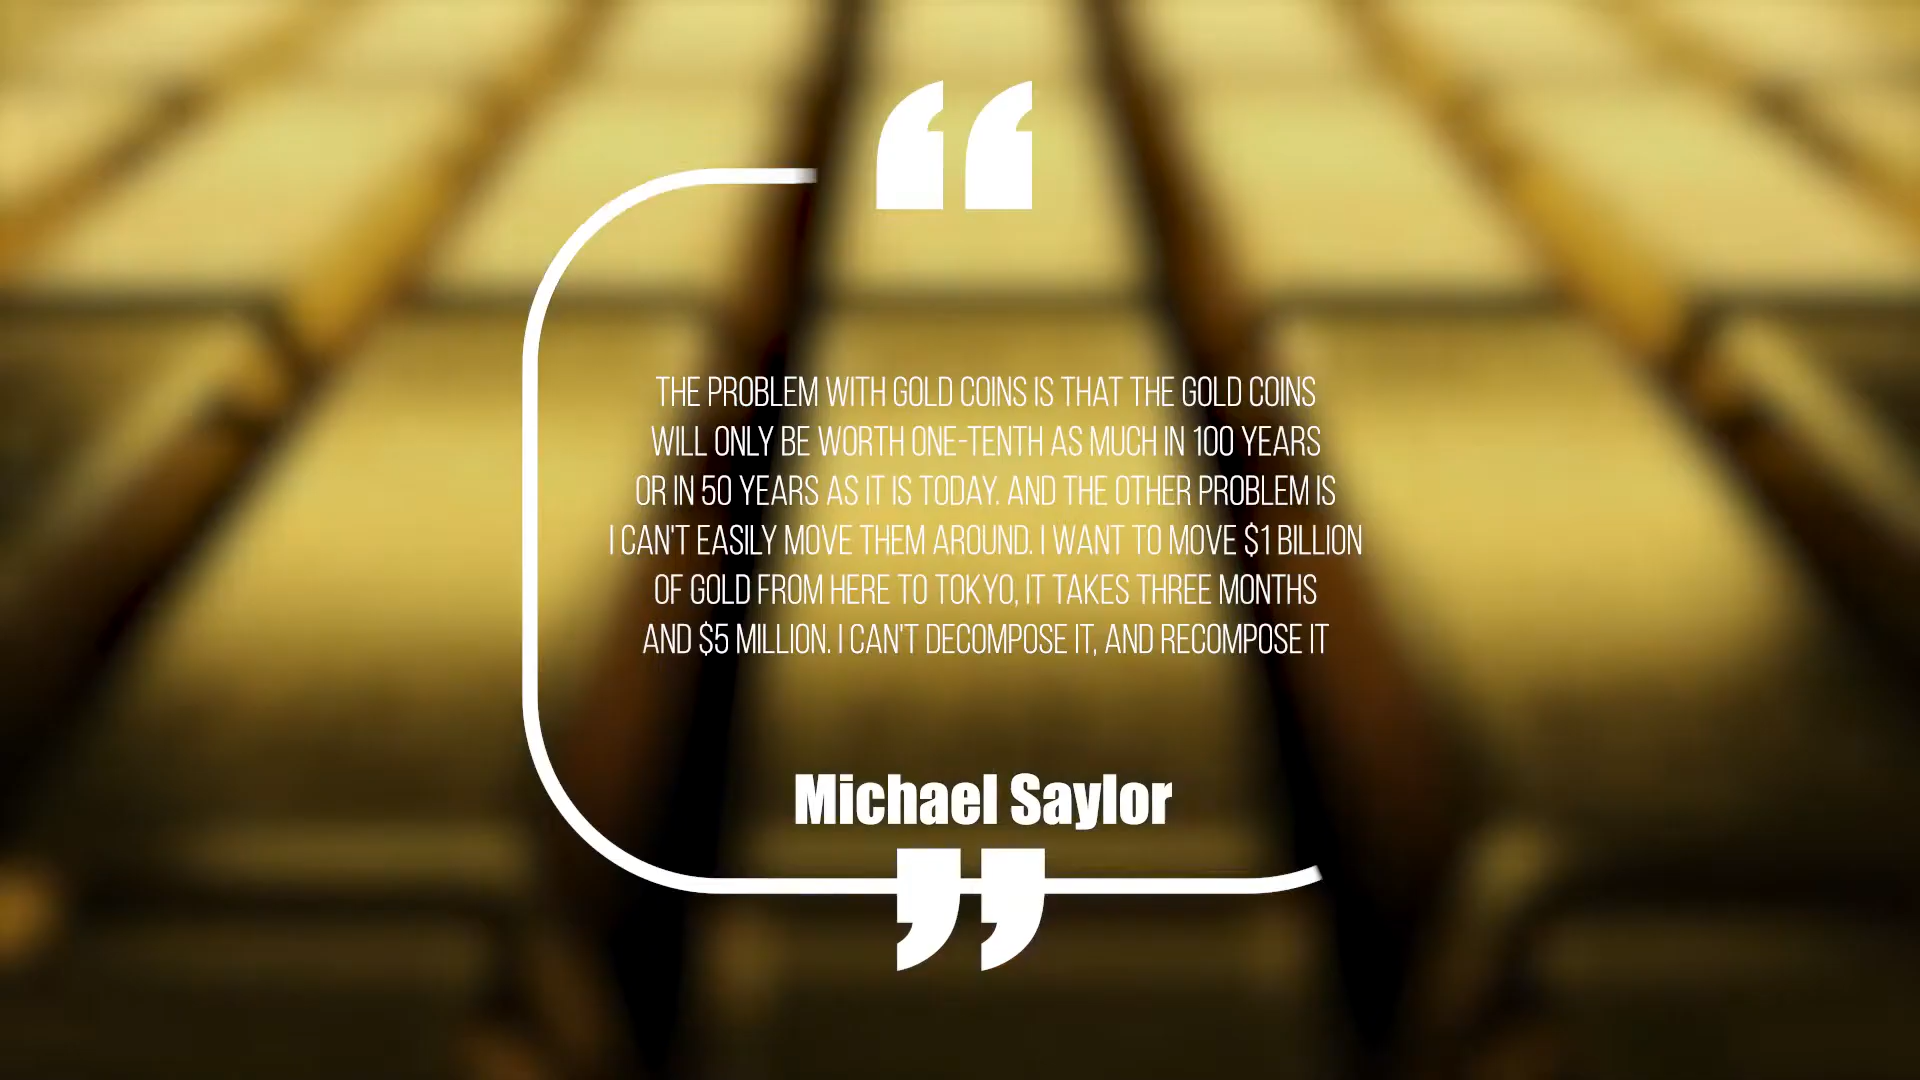 “
THE PROBLEM WITH GOLD COINS IS THAT THE GOLD COINS
WILL ONLY BE WORTH ONE-TENTH AS MUCH IN 100 YEARS
OR IN 50 YEARS AS IT IS TODAY. AND THE OTHER PROBLEM IS
I CAN'T EASILY MOVE THEM AROUND. I WANT TO MOVE $1 BILLION
OF GOLD FROM HERE TO TOKYO, IT TAKES THREE MONTHS
AND $5 MILLION. I CAN'T DECOMPOSE IT, AND RECOMPOSE IT
Michael Saylor
”